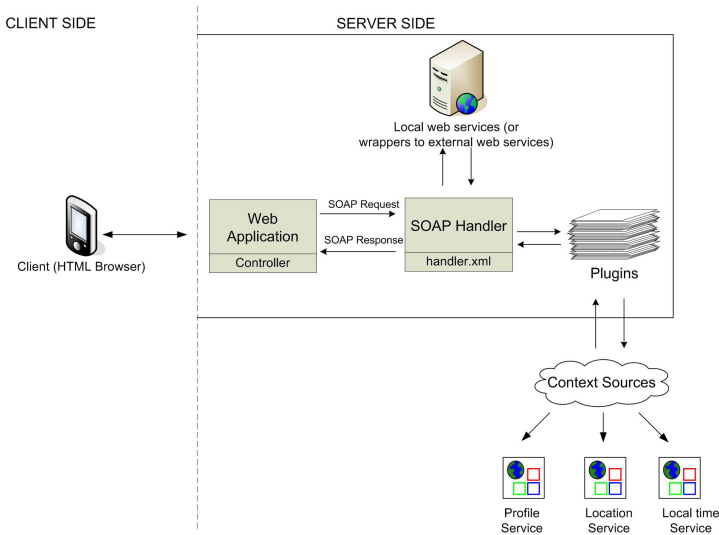 CLIENT SIDE
SERVER SIDE
Local web services (or
wrappers to external web services)
Client (HTML Browser)
Web
Application
Controller
SOAP Request
SOAP Response
SOAP Handler
handler.xml
Plugins
Context Sources
Profile
Service
Location
Service
Local time
Service